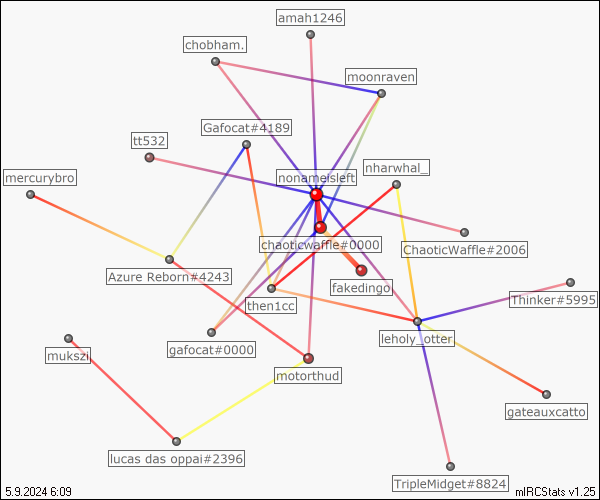 amah1246
chobham.
moonraven
Gafocat#4189
tt532
nharwhal_
mercurybro
nonameisleft
chaoticwaffle#0000
ChaoticWaffle#2006
Azure Reborn#4243
fakedingo
then1cc
Thinker#5995
leholy_otter
gafocat#0000
mukszi
motorthud
gateauxcatto
lucas das oppai#2396
TripleMidget#8824
5.9.2024 6:09
mIRCStats v1.25